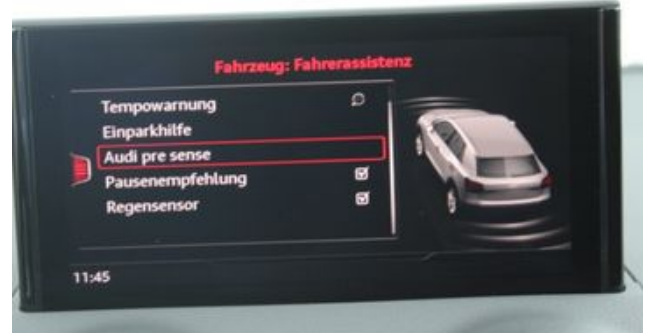 Fahrzeug: Fahrerassistenz
Tempowarnung
Einparkhilfe
Audi pre sense
Pausenempfehlung
Regensensor
11:45